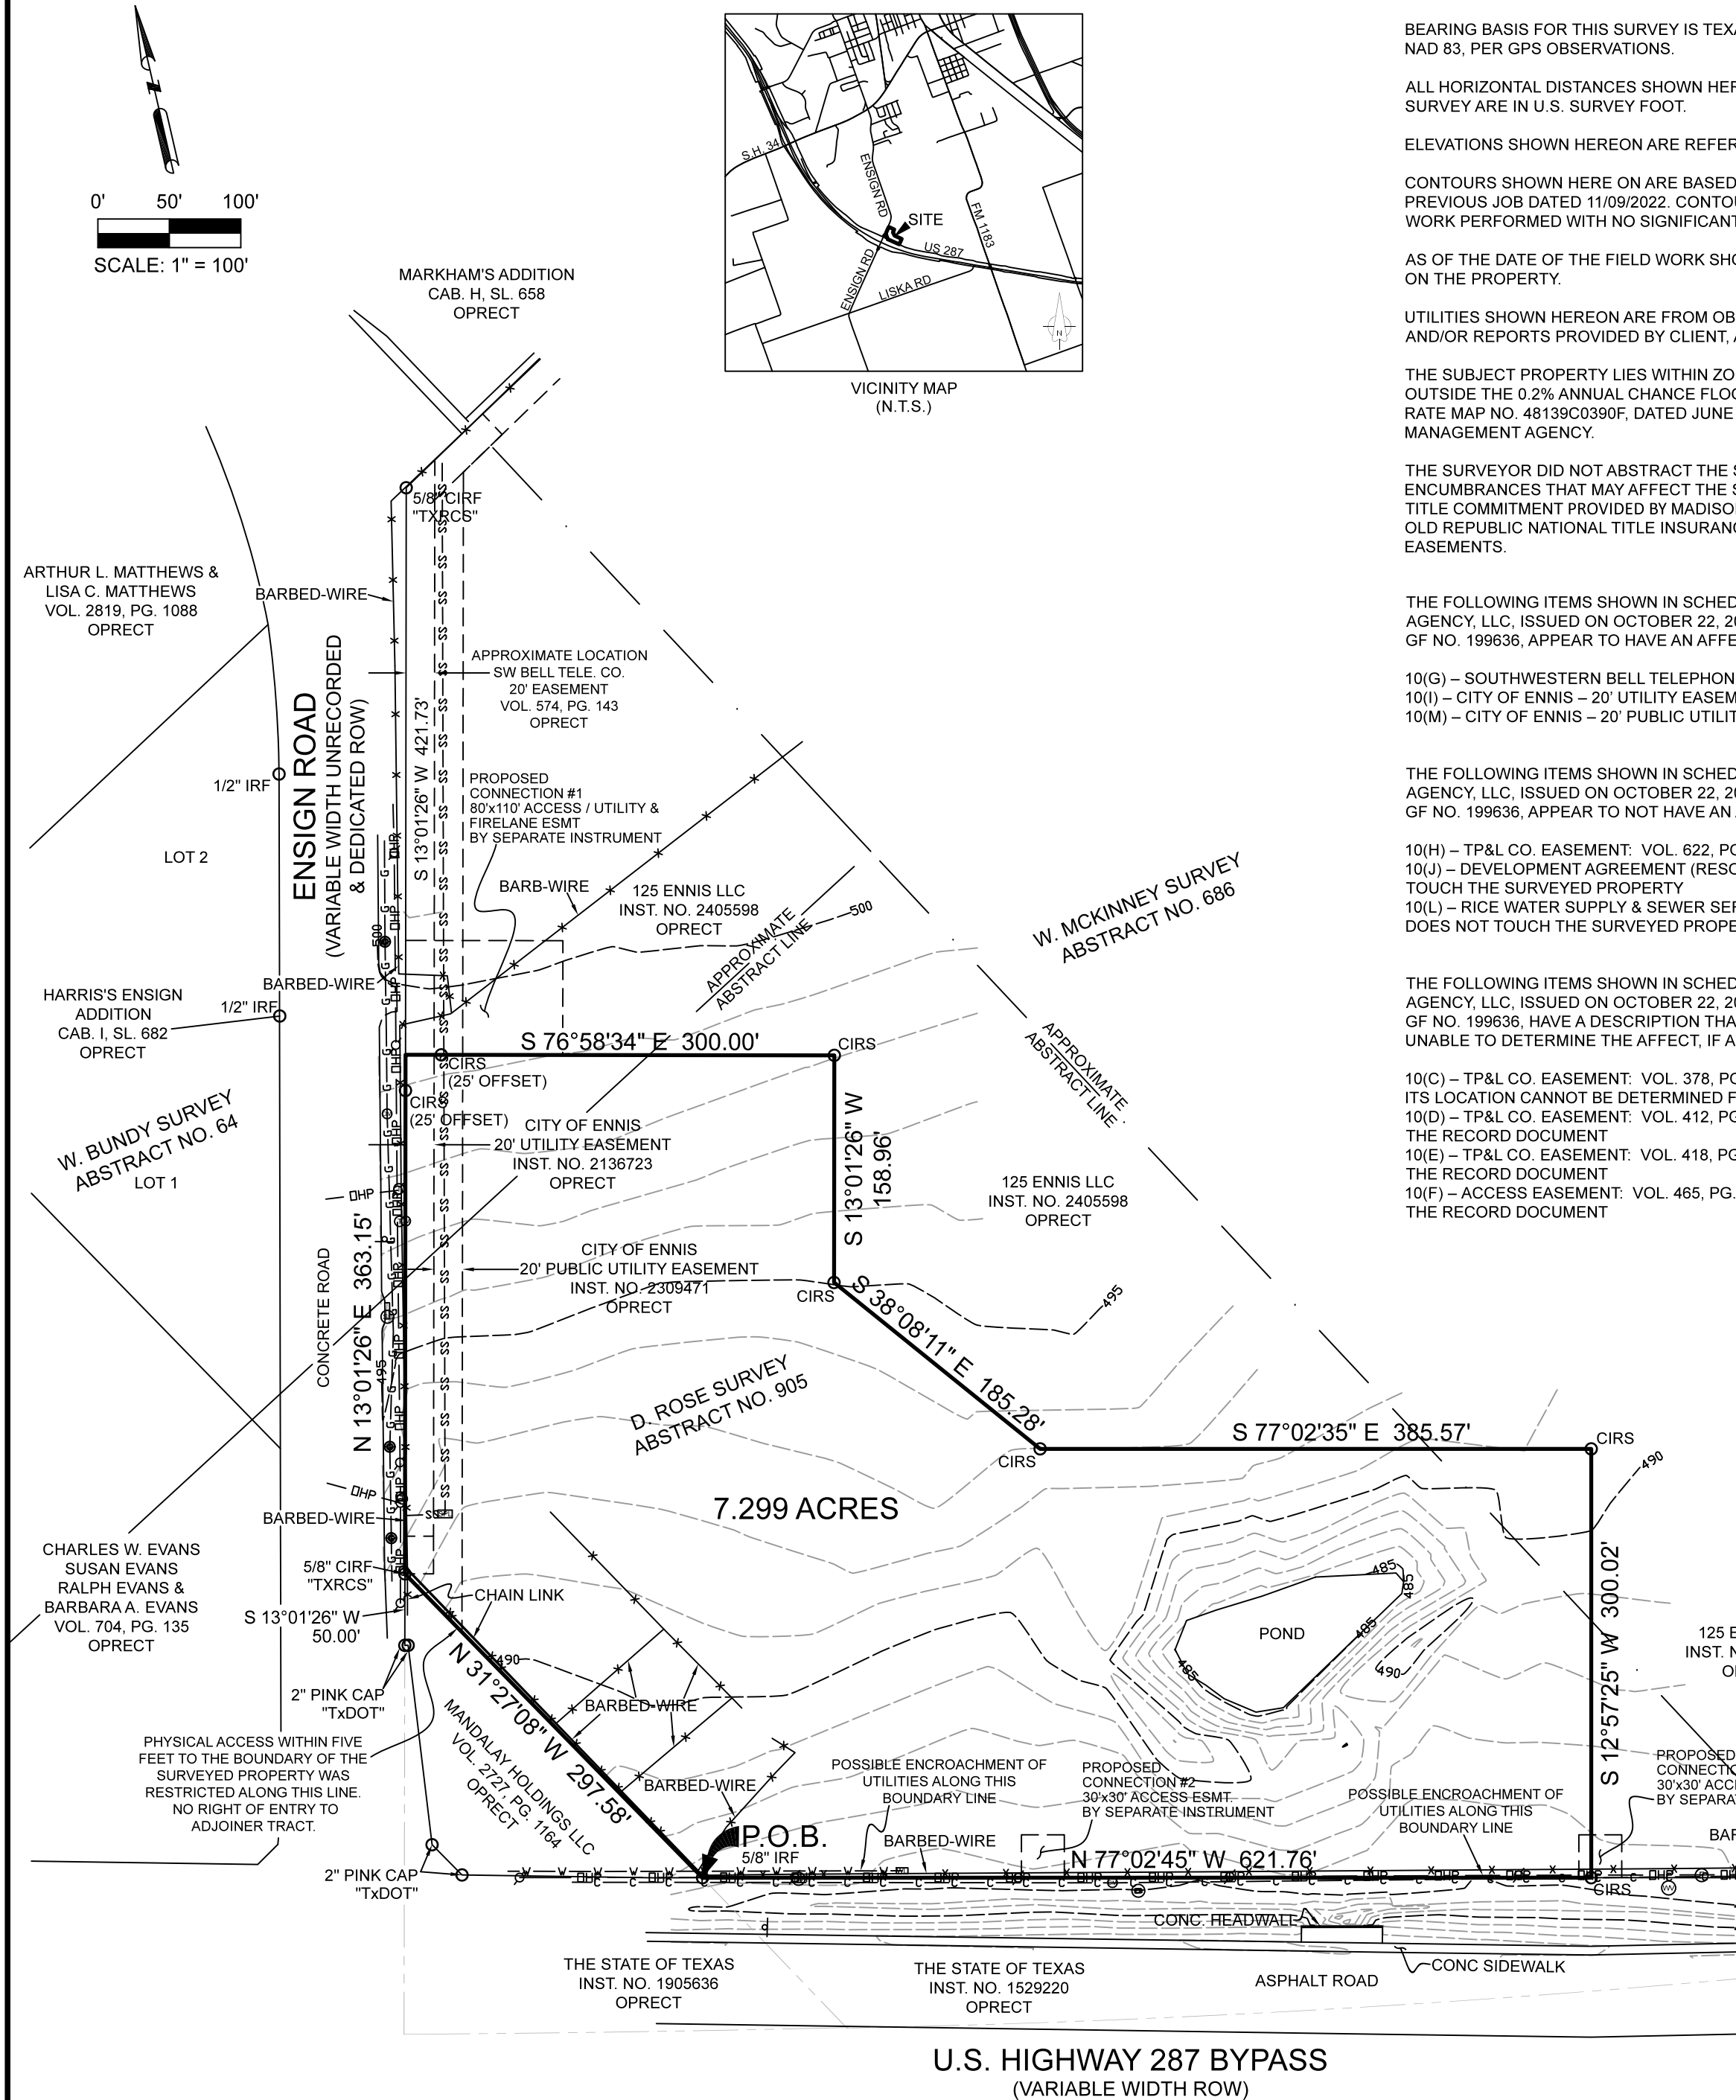 N
0' 50' 100'
SCALE: 1" = 100'
MARKHAM'S ADDITION
CAB. H, SL. 658
OPRECT
S.H. 34
ENSIGN RD
FM 1183
SITE
US 287
ENSIGN RD
LISKA RD
N
VICINITY MAP
(N.T.S.)
BEARING BASIS FOR THIS SURVEY IS
NAD 83, PER GPS OBSERVATIONS.
ALL HORIZONTAL DISTANCES SHOWN
SURVEY ARE IN U.S. SURVEY FOOT.
ELEVATIONS SHOWN HEREON ARE
CONTOURS SHOWN HERE ON ARE BASED
PREVIOUS JOB DATED 11/09/2022.
WORK PERFORMED WITH NO SIGNIFICANT
AS OF THE DATE OF THE FIELD WORK
ON THE PROPERTY.
UTILITIES SHOWN HEREON ARE FROM
AND/OR REPORTS PROVIDED BY CLIENT,
THE SUBJECT PROPERTY LIES WITHIN
OUTSIDE THE 0.2% ANNUAL CHANCE
RATE MAP NO. 48139C0390F, DATED JUNE
MANAGEMENT AGENCY.
THE SURVEYOR DID NOT ABSTRACT THE
ENCUMBRANCES THAT MAY AFFECT THE
TITLE COMMITMENT PROVIDED BY
OLD REPUBLIC NATIONAL TITLE
EASEMENTS.
THE FOLLOWING ITEMS SHOWN IN
AGENCY, LLC, ISSUED ON OCTOBER 22,
GF NO. 199636, APPEAR TO HAVE AN
10(G) – SOUTHWESTERN BELL
10(I) – CITY OF ENNIS – 20' UTILITY
10(M) – CITY OF ENNIS – 20' PUBLIC
THE FOLLOWING ITEMS SHOWN IN
AGENCY, LLC, ISSUED ON OCTOBER 22,
GF NO. 199636, APPEAR TO NOT HAVE AN
10(H) – TP&L CO. EASEMENT: VOL. 622,
10(J) – DEVELOPMENT AGREEMENT
TOUCH THE SURVEYED PROPERTY
10(L) – RICE WATER SUPPLY & SEWER
DOES NOT TOUCH THE SURVEYED
THE FOLLOWING ITEMS SHOWN IN
AGENCY, LLC, ISSUED ON OCTOBER 22,
GF NO. 199636, HAVE A DESCRIPTION
UNABLE TO DETERMINE THE AFFECT, IF
10(C) – TP&L CO. EASEMENT: VOL. 378,
ITS LOCATION CANNOT BE DETERMINED
10(D) – TP&L CO. EASEMENT: VOL. 412,
THE RECORD DOCUMENT
10(E) – TP&L CO. EASEMENT: VOL. 418,
THE RECORD DOCUMENT
10(F) – ACCESS EASEMENT: VOL. 465, PG.
THE RECORD DOCUMENT
5/8" CIRF
"TXRCS"
ARTHUR L. MATTHEWS &
LISA C. MATTHEWS
VOL. 2819, PG. 1088
OPRECT
BARBED-WIRE
ENSIGN ROAD
(VARIABLE WIDTH UNRECORDED
& DEDICATED ROW)
S 13°01'26" W 421.73'
APPROXIMATE LOCATION
SW BELL TELE. CO.
20' EASEMENT
VOL. 574, PG. 143
OPRECT
1/2" IRF
LOT 2
PROPOSED
CONNECTION #1
80'x110' ACCESS / UTILITY &
FIRELANE ESMT
BY SEPARATE INSTRUMENT
BARB-WIRE
125 ENNIS LLC
INST. NO. 2405598
OPRECT
500
500
APPROXIMATE
ABSTRACT LINE
W. MCKINNEY SURVEY
ABSTRACT NO. 686
BARBED-WIRE
HARRIS'S ENSIGN
ADDITION
CAB. I, SL. 682
OPRECT
1/2" IRF
APPROXIMATE
ABSTRACT LINE
S 76°58'34" E 300.00'
CIRS
CIRS
(25' OFFSET)
CIRS
(25' OFFSET)
W. BUNDY SURVEY
ABSTRACT NO. 64
LOT 1
CITY OF ENNIS
20' UTILITY EASEMENT
INST. NO. 2136723
OPRECT
S 13°01'26" W
158.96'
125 ENNIS LLC
INST. NO. 2405598
OPRECT
OHP
CITY OF ENNIS
20' PUBLIC UTILITY EASEMENT
INST. NO. 2309471
OPRECT
CONCRETE ROAD
N 13°01'26" E 363.15'
495
CIRS
495
S 38°08'11" E 185.28'
D. ROSE SURVEY
ABSTRACT NO. 905
S 77°02'35" E 385.57'
CIRS
CIRS
490
7.299 ACRES
OHP
BARBED-WIRE
CHARLES W. EVANS
SUSAN EVANS
RALPH EVANS &
BARBARA A. EVANS
VOL. 704, PG. 135
OPRECT
5/8" CIRF
"TXRCS"
CHAIN LINK
S 13°01'26" W
50.00'
485
485
POND
485
485
490
S 12°57'25" W 300.02'
490
N 31°27'08" W 297.58'
2" PINK CAP
"TxDOT"
BARBED-WIRE
MANDALAY HOLDINGS LLC
VOL. 2727, PG. 1164
OPRECT
PHYSICAL ACCESS WITHIN FIVE
FEET TO THE BOUNDARY OF THE
SURVEYED PROPERTY WAS
RESTRICTED ALONG THIS LINE.
NO RIGHT OF ENTRY TO
ADJOINER TRACT.
BARBED-WIRE
POSSIBLE ENCROACHMENT OF
UTILITIES ALONG THIS
BOUNDARY LINE
PROPOSED
CONNECTION #2
30'x30' ACCESS ESMT.
BY SEPARATE INSTRUMENT
POSSIBLE ENCROACHMENT OF
UTILITIES ALONG THIS
BOUNDARY LINE
PROPOSED
30'x30'
P.O.B.
5/8" IRF
BARBED-WIRE
N 77°02'45" W 621.76'
2" PINK CAP
"TxDOT"
CIRS
CONC. HEADWALL
CONC SIDEWALK
THE STATE OF TEXAS
INST. NO. 1905636
OPRECT
THE STATE OF TEXAS
INST. NO. 1529220
OPRECT
ASPHALT ROAD
U.S. HIGHWAY 287 BYPASS
(VARIABLE WIDTH ROW)